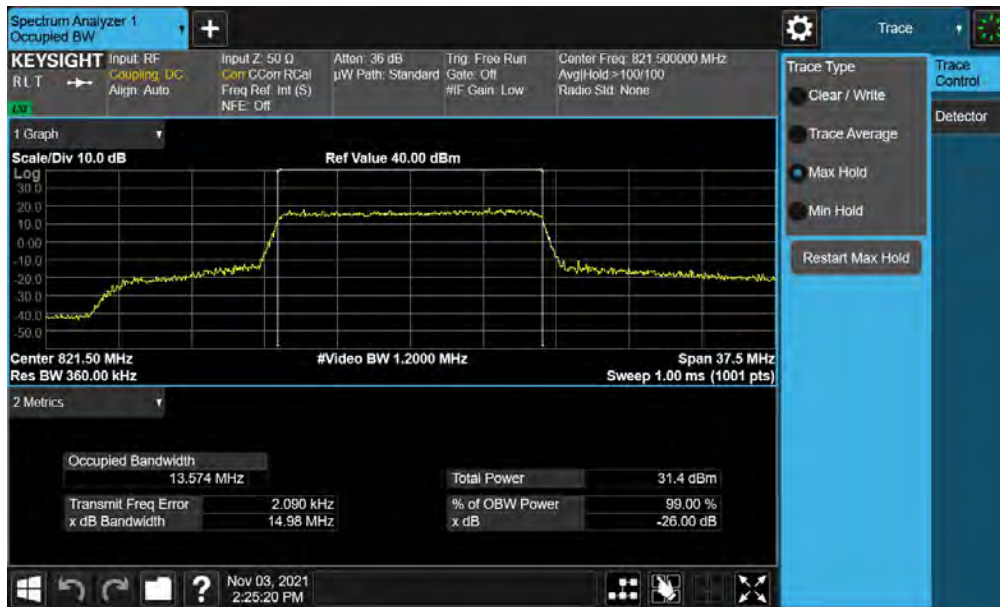 Spectrum Analyzer 1
Occupied BW
+
Trace
KEYSIGHT
RLT
LXI
Input: RF
Coupling: DC
Align: Auto
Input Z: 50 Ω
Corr CCorr RCal
Freq Ref: Int (S)
NFE: Off
Atten: 36 dB
µW Path: Standard
Trig: Free Run
Gate: Off
#IF Gain: Low
Center Freq: 821.500000 MHz
Avg|Hold:>100/100
Radio Std: None
Trace Type
Clear / Write
Trace Average
Max Hold
Min Hold
Restart Max Hold
Trace
Control
Detector
1 Graph
Scale/Div 10.0 dB
Ref Value 40.00 dBm
Log
30.0
20.0
10.0
0.00
-10.0
-20.0
-30.0
-40.0
-50.0
Center 821.50 MHz
#Video BW 1.2000 MHz
Span 37.5 MHz
Res BW 360.00 kHz
Sweep 1.00 ms (1001 pts)
2 Metrics
Occupied Bandwidth
13.574 MHz
Total Power 31.4 dBm
Transmit Freq Error 2.090 kHz
% of OBW Power 99.00 %
x dB Bandwidth 14.98 MHz
x dB -26.00 dB
?
Nov 03, 2021
2:25:20 PM